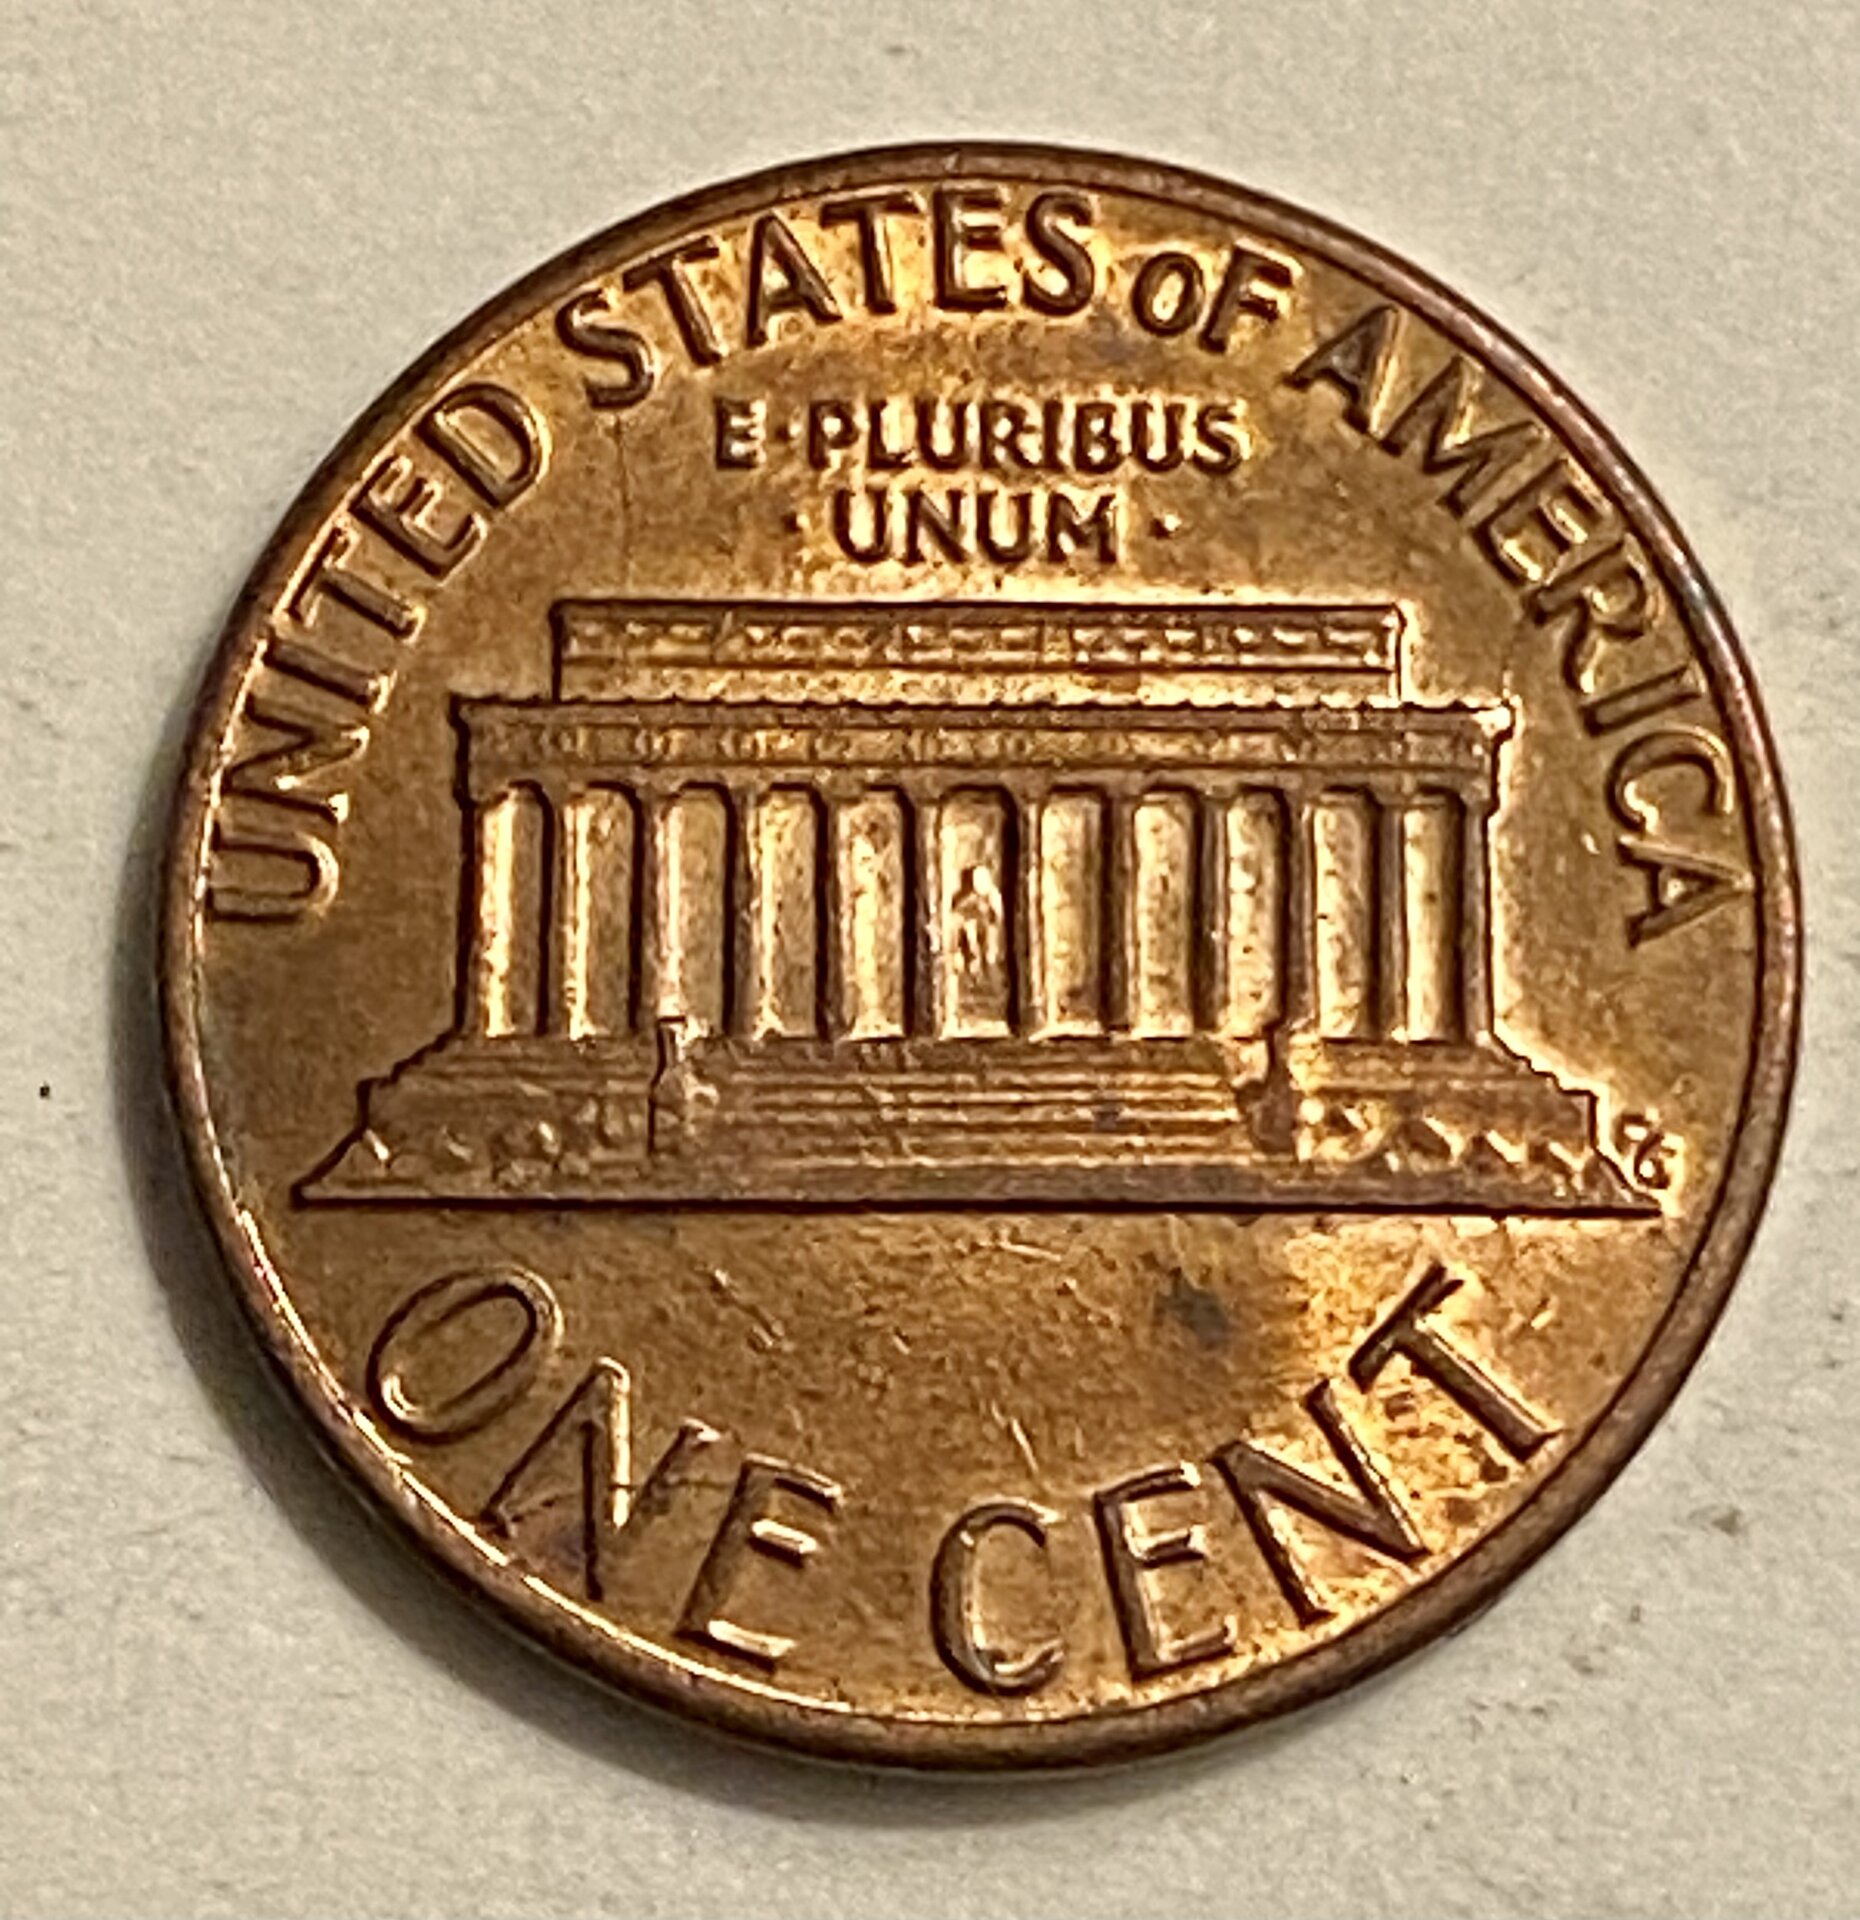 UNITED STATES OF AMERICA
E·PLURIBUS
·UNUM·
ONE CENT